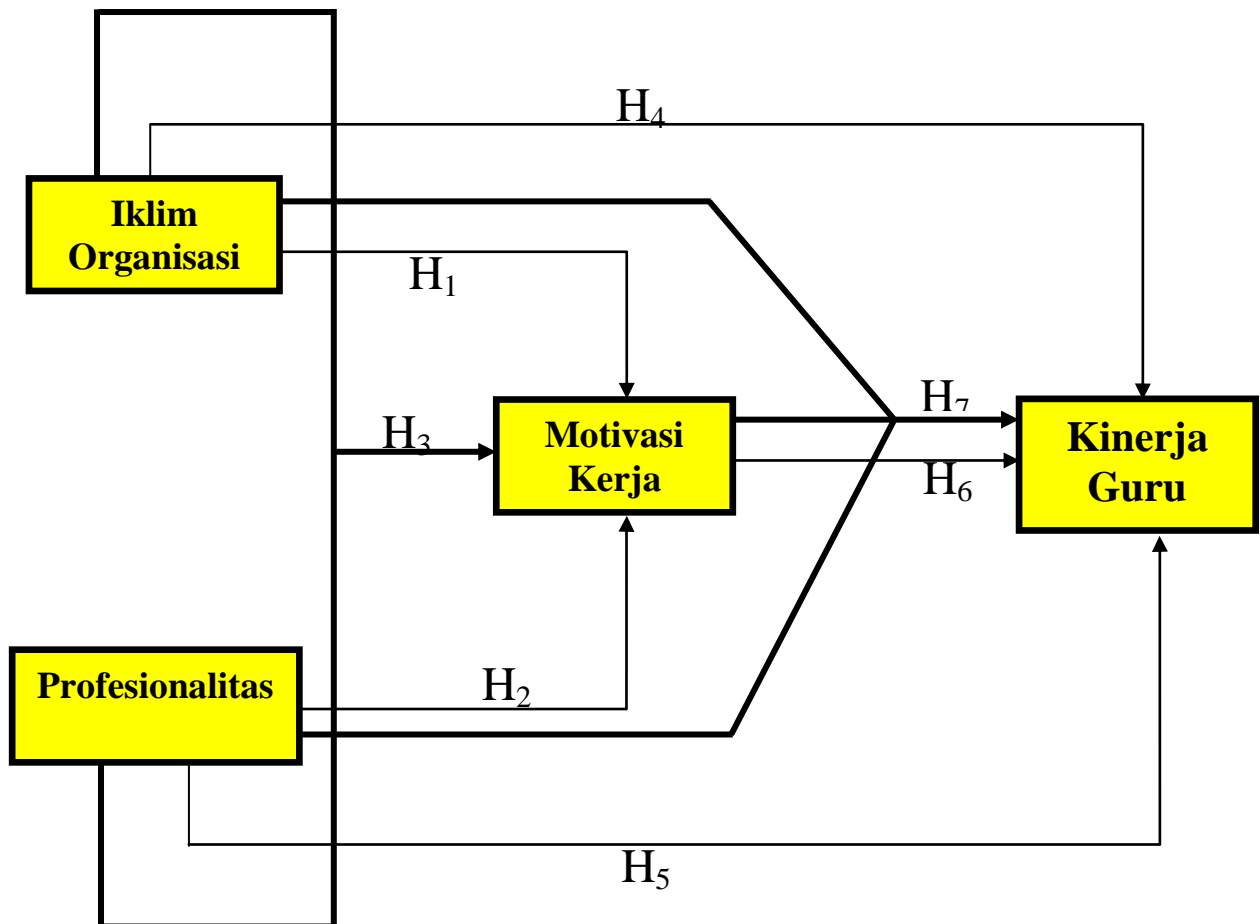 H₄
Iklim
Organisasi
H₁
H₃
Motivasi
Kerja
H₇
H₆
Kinerja
Guru
Profesionalitas
H₂
H₅